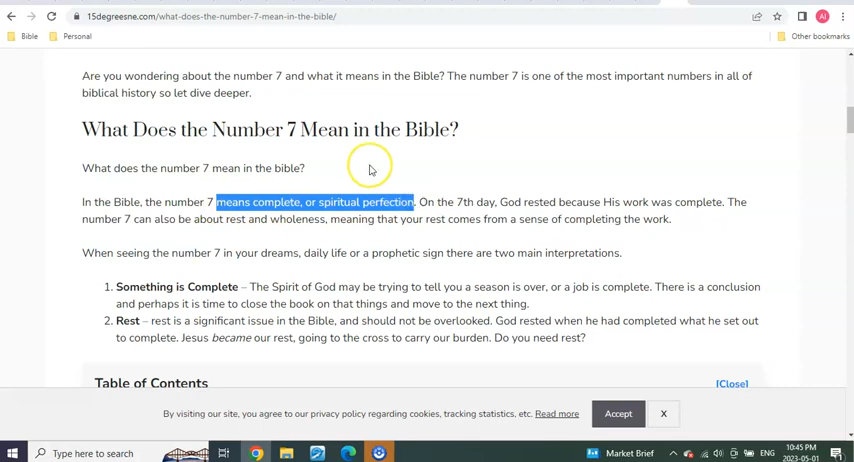 15degreesne.com/what-does-the-number-7-mean-in-the-bible/
AI
Bible
Personal
Other bookmarks
Are you wondering about the number 7 and what it means in the Bible? The number 7 is one of the most important numbers in all of
biblical history so let dive deeper.
What Does the Number 7 Mean in the Bible?
What does the number 7 mean in the bible?
In the Bible, the number 7 means complete, or spiritual perfection. On the 7th day, God rested because His work was complete. The
number 7 can also be about rest and wholeness, meaning that your rest comes from a sense of completing the work.
When seeing the number 7 in your dreams, daily life or a prophetic sign there are two main interpretations.
1. Something is Complete – The Spirit of God may be trying to tell you a season is over, or a job is complete. There is a conclusion
and perhaps it is time to close the book on that things and move to the next thing.
2. Rest – rest is a significant issue in the Bible, and should not be overlooked. God rested when he had completed what he set out
to complete. Jesus became our rest, going to the cross to carry our burden. Do you need rest?
Table of Contents
[Close]
By visiting our site, you agree to our privacy policy regarding cookies, tracking statistics, etc. Read more
Accept
X
Type here to search
Market Brief
ENG
10:45 PM
2023-05-01
1